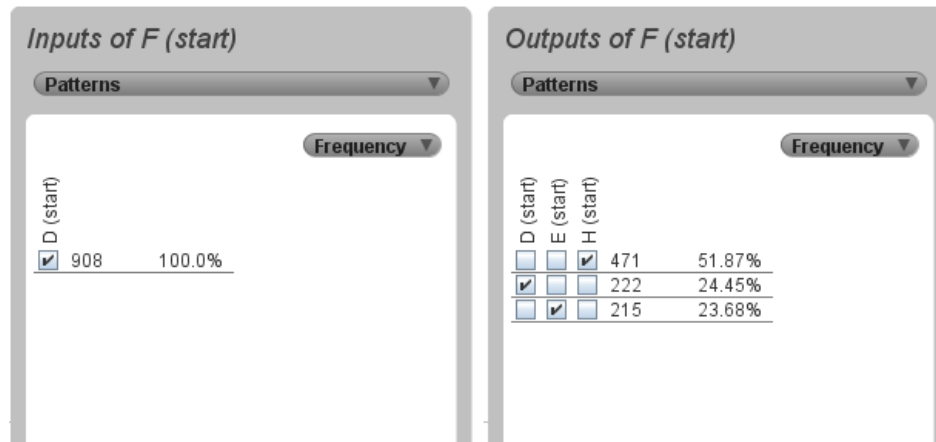 Inputs of F (start)
Patterns
Frequency
D (start)
908 100.0%
Outputs of F (start)
Patterns
Frequency
D (start)
E (start)
H (start)
471 51.87%
222 24.45%
215 23.68%